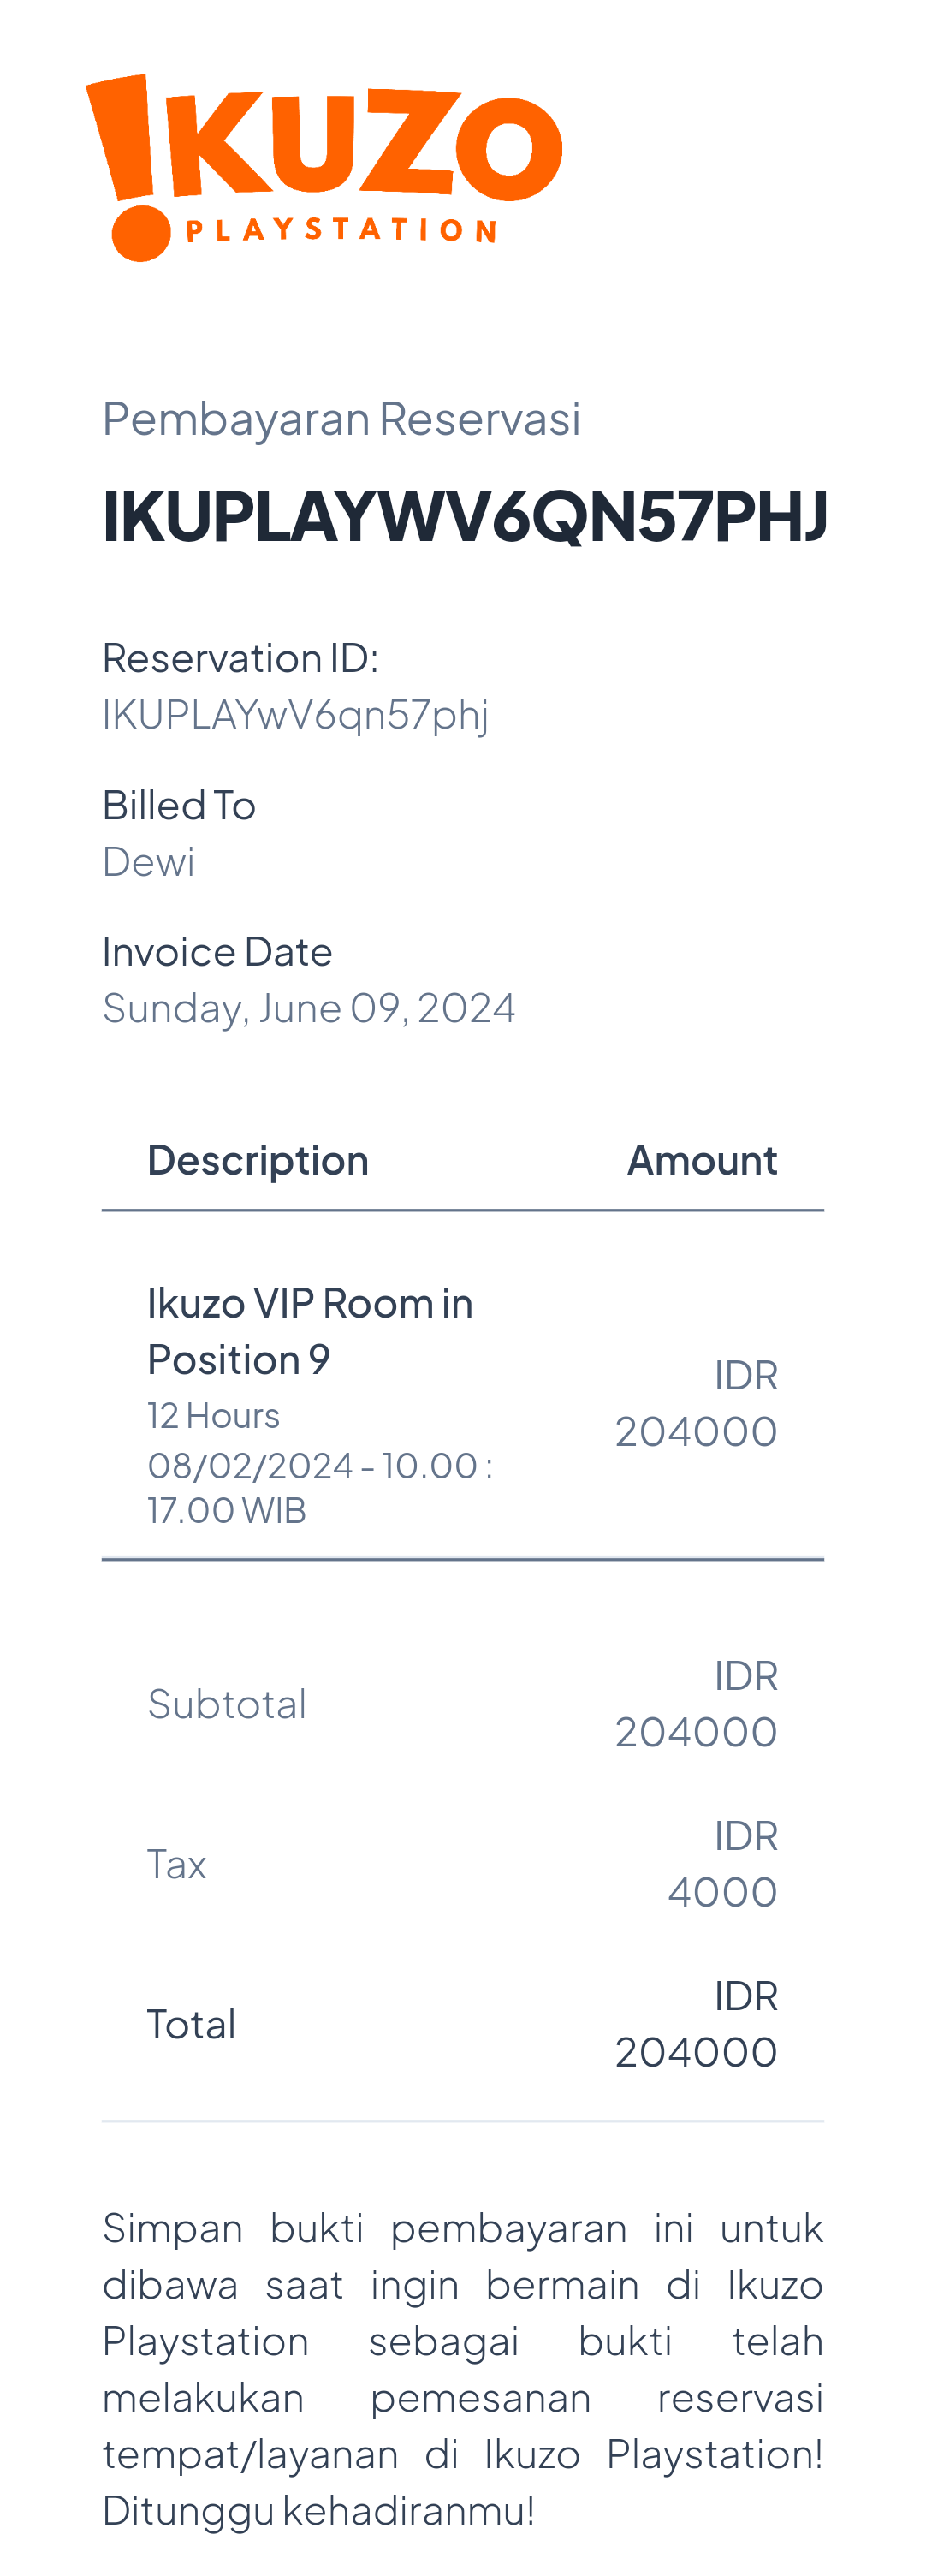 !KUZO
PLAYSTATION
Pembayaran Reservasi
IKUPLAYWV6QN57PHJ
Reservation ID:
IKUPLAYwV6qn57phj
Billed To
Dewi
Invoice Date
Sunday, June 09, 2024
Description Amount
Ikuzo VIP Room in
Position 9
12 Hours
08/02/2024 - 10.00 :
17.00 WIB
IDR
204000
Subtotal
IDR
204000
Tax
IDR
4000
Total
IDR
204000
Simpan bukti pembayaran ini untuk
dibawa saat ingin bermain di Ikuzo
Playstation sebagai bukti telah
melakukan pemesanan reservasi
tempat/layanan di Ikuzo Playstation!
Ditunggu kehadiranmu!